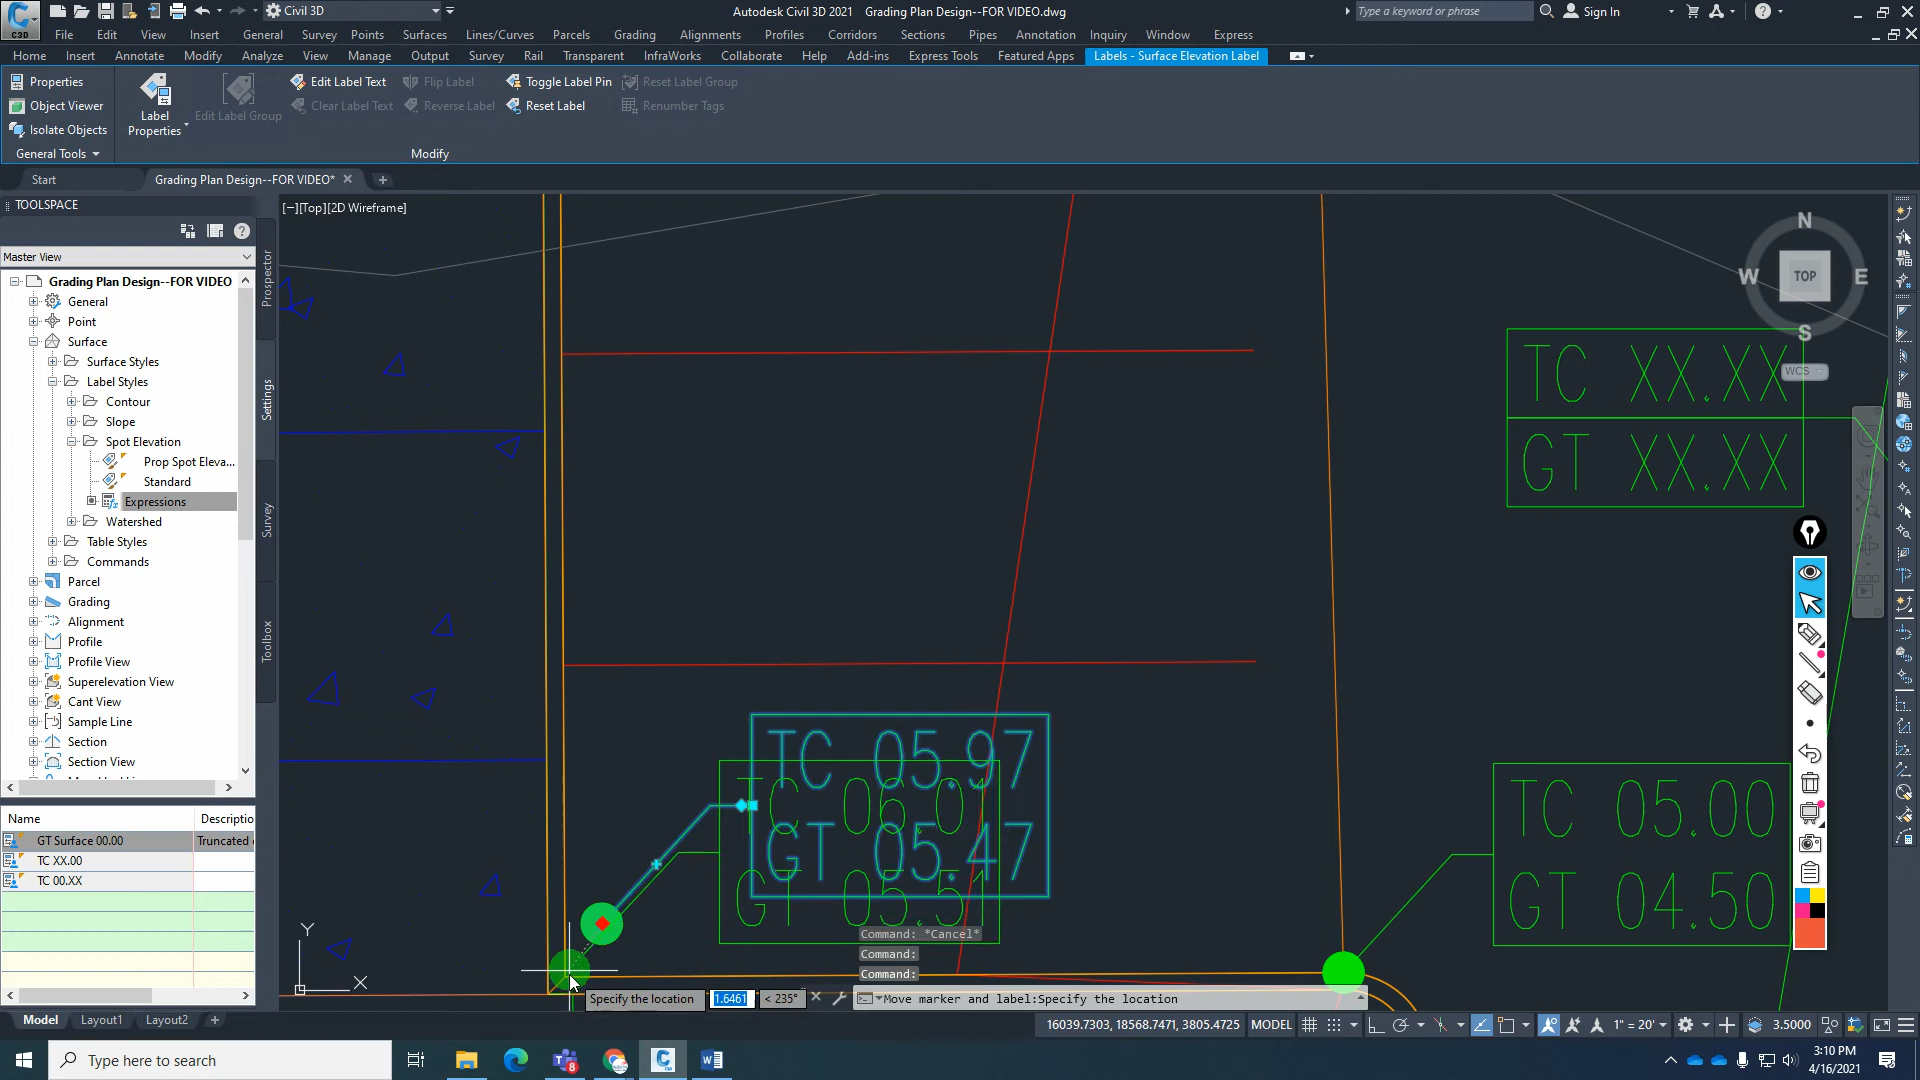 C3D
Civil 3D
Autodesk Civil 3D 2021 Grading Plan Design--FOR VIDEO.dwg
Type a keyword or phrase
Sign In
File Edit View Insert General Survey Points Surfaces Lines/Curves Parcels Grading Alignments Profiles Corridors Sections Pipes Annotation Inquiry Window Express
Home Insert Annotate Modify Analyze View Manage Output Survey Rail Transparent InfraWorks Collaborate Help Add-ins Express Tools Featured Apps Labels - Surface Elevation Label
Properties
Object Viewer
Isolate Objects
General Tools
Label Properties
Edit Label Group
Edit Label Text
Clear Label Text
Flip Label
Reverse Label
Toggle Label Pin
Reset Label
Reset Label Group
Renumber Tags
Modify
Start
Grading Plan Design--FOR VIDEO*
TOOLSPACE
Master View
Grading Plan Design--FOR VIDEO
General
Point
Surface
Surface Styles
Label Styles
Contour
Slope
Spot Elevation
Prop Spot Eleva...
Standard
Expressions
Watershed
Table Styles
Commands
Parcel
Grading
Alignment
Profile
Profile View
Superelevation View
Cant View
Sample Line
Section
Section View
Name Descriptio
GT Surface 00.00 Truncated
TC XX.00
TC 00.XX
Prospector
Settings
Survey
Toolbox
[−][Top][2D Wireframe]
N
W TOP E
S
WCS
TC XX.XX
GT XX.XX
TC 05.97
TC 06.01
GT 05.47
GT 05.51
TC 05.00
GT 04.50
Y
X
Command: *Cancel*
Command:
Command:
Specify the location 1.6461 < 235°
Move marker and label:Specify the location
Model Layout1 Layout2
16039.7303, 18568.7471, 3805.4725 MODEL
1" = 20'
3.5000
Type here to search
8
3:10 PM
4/16/2021